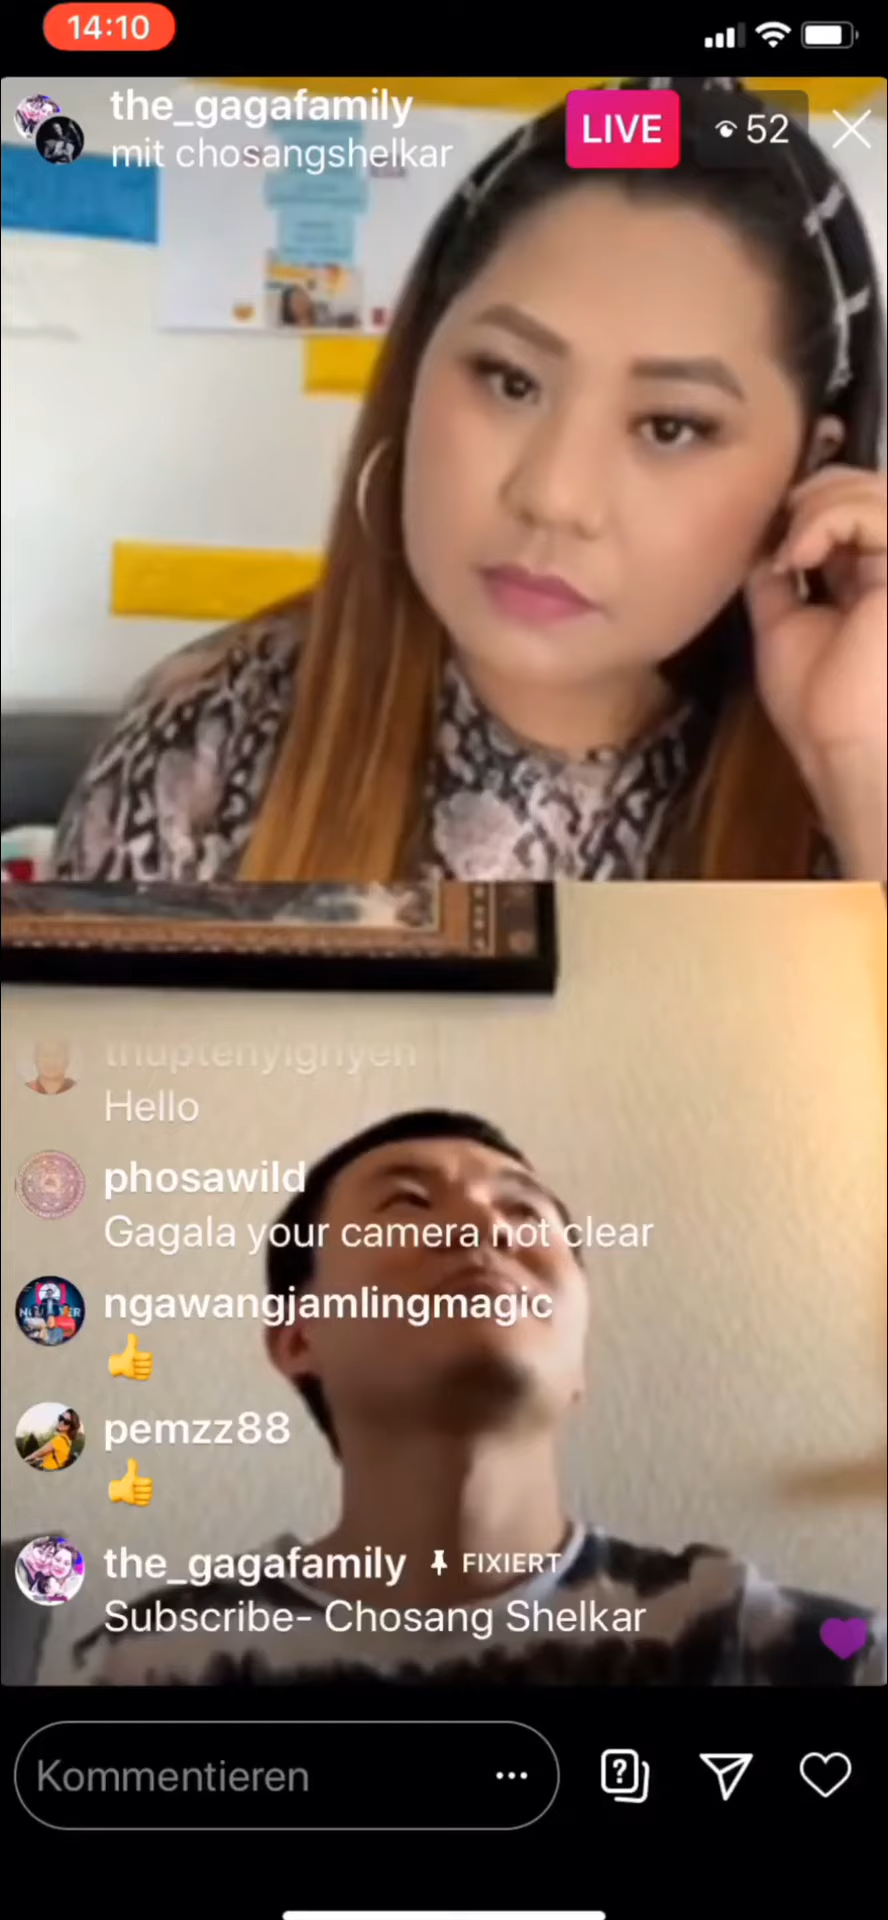 14:10
the_gagafamily
mit chosangshelkar
LIVE
52
Hello
phosawild
Gagala your camera not clear
ngawangjamlingmagic
👍
pemzz88
👍
the_gagafamily FIXIERT
Subscribe- Chosang Shelkar
Kommentieren